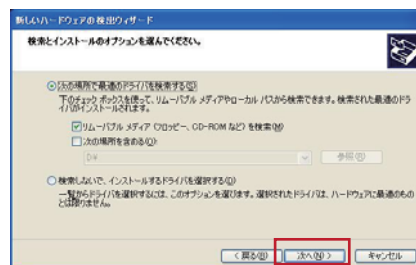 新しいハードウェアの検出ウィザード
検索とインストールのオプションを選んでください。
次の場所で最適のドライバを検索する(S)
下のチェック ボックスを使って、リムーバブル メディアやローカル パスから検索できます。検索された最適のドラ
イバがインストールされます。
リムーバブル メディア (フロッピー、CD-ROM など) を検索(M)
次の場所を含める(O):
D:¥
参照(R)
検索しないで、インストールするドライバを選択する(D)
一覧からドライバを選択するには、このオプションを選びます。選択されたドライバは、ハードウェアに最適のもの
とは限りません。
< 戻る(B)
次へ(N) >
キャンセル